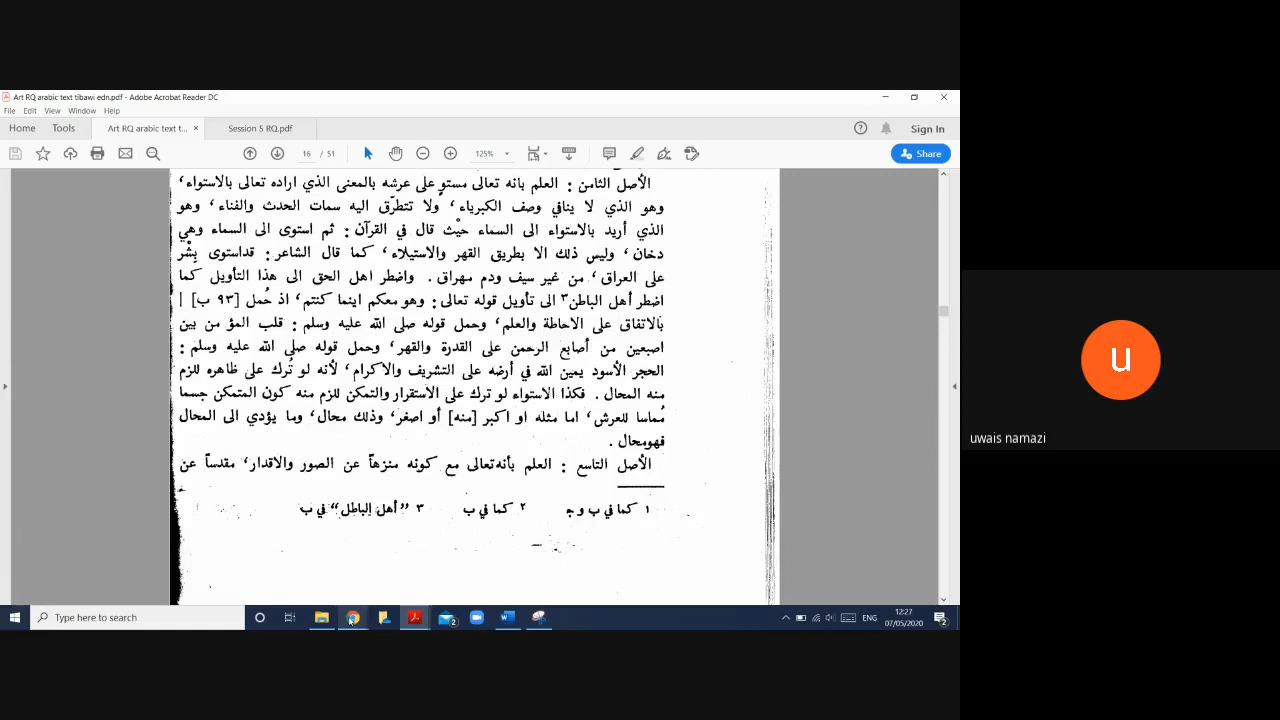 Art RQ arabic text tibawi edn.pdf - Adobe Acrobat Reader DC
File Edit View Window Help
Home Tools Art RQ arabic text t... × Session 5 RQ.pdf Sign In
16 / 51 125% Share
الأصل الثامن : العلم بانه تعالى مستوٍ على عرشه بالمعنى الذي اراده تعالى بالاستواء،
وهو الذي لا ينافي وصف الكبرياء، ولا تتطرّق اليه سمات الحدث والفناء، وهو
الذي أريد بالاستواء الى السماء حيْث قال في القرآن : ثم استوى الى السماء وهي
دخان، وليس ذلك الا بطريق القهر والاستيلاء، كما قال الشاعر : قداستوى بِشْر
على العراق، من غير سيف ودم مهراق . واضطر اهل الحق الى هذا التأويل كما
اضطر أهل الباطن٣ الى تأويل قوله تعالى : وهو معكم اينما كنتم، اذ حُمل [٩٣ ب] |
بالاتفاق على الاحاطة والعلم، وحمل قوله صلى الله عليه وسلم : قلب المؤ من بين
اصبعين من أصابع الرحمن على القدرة والقهر، وحمل قوله صلى الله عليه وسلم :
الحجر الأسود يمين الله في أرضه على التشريف والاكرام، لأنه لو تُرك على ظاهره للزم
منه المحال . فكذا الاستواء لو ترك على الاستقرار والتمكن للزم منه كون المتمكن جسما
مُماسا للعرش، اما مثله او اكبر [منه] أو اصغر، وذلك محال، وما يؤدي الى المحال
فهومحال .
الأصل التاسع : العلم بأنه تعالى مع كونه منزهاً عن الصور والاقدار، مقدساً عن
١ كما في ب و ج ٢ كما في ب ٣ «أهل الباطل» في ب
u
uwais namazi
Type here to search 2 ENG 12:27
07/05/2020 2